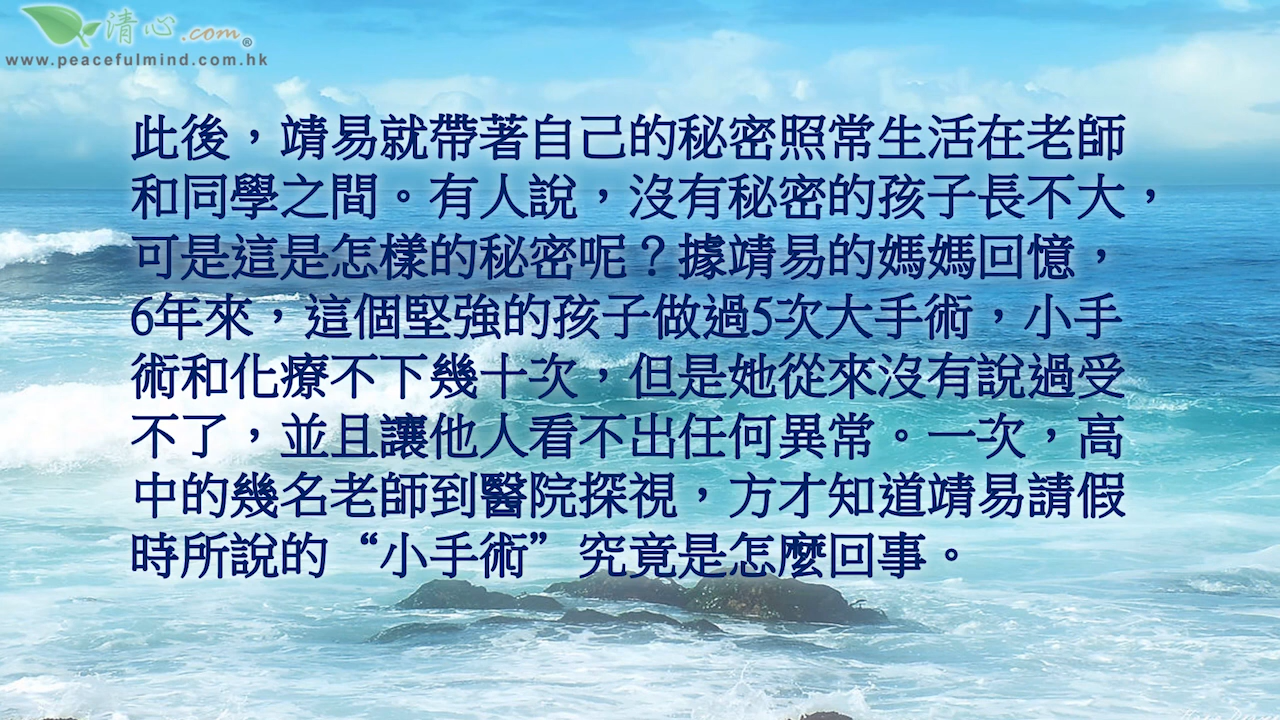 清心.com®
www.peacefulmind.com.hk
此後，靖易就帶著自己的秘密照常生活在老師
和同學之間。有人說，沒有秘密的孩子長不大，
可是這是怎樣的秘密呢？據靖易的媽媽回憶，
6年來，這個堅強的孩子做過5次大手術，小手
術和化療不下幾十次，但是她從來沒有說過受
不了，並且讓他人看不出任何異常。一次，高
中的幾名老師到醫院探視，方才知道靖易請假
時所說的“小手術”究竟是怎麼回事。